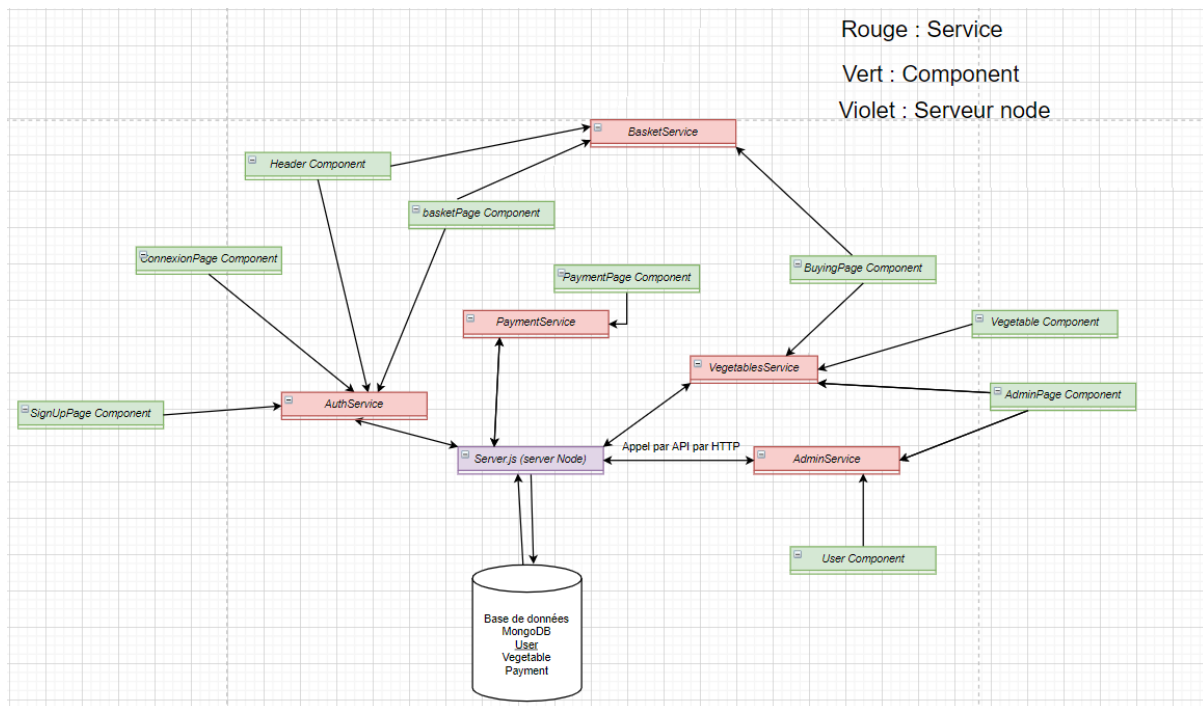 Rouge : Service
Vert : Component
Violet : Serveur node
BasketService
Header Component
basketPage Component
ConnexionPage Component
BuyingPage Component
PaymentPage Component
PaymentService
Vegetable Component
VegetablesService
AdminPage Component
AuthService
SignUpPage Component
Appel par API par HTTP
Server.js (server Node)
AdminService
User Component
Base de données
MongoDB
User
Vegetable
Payment